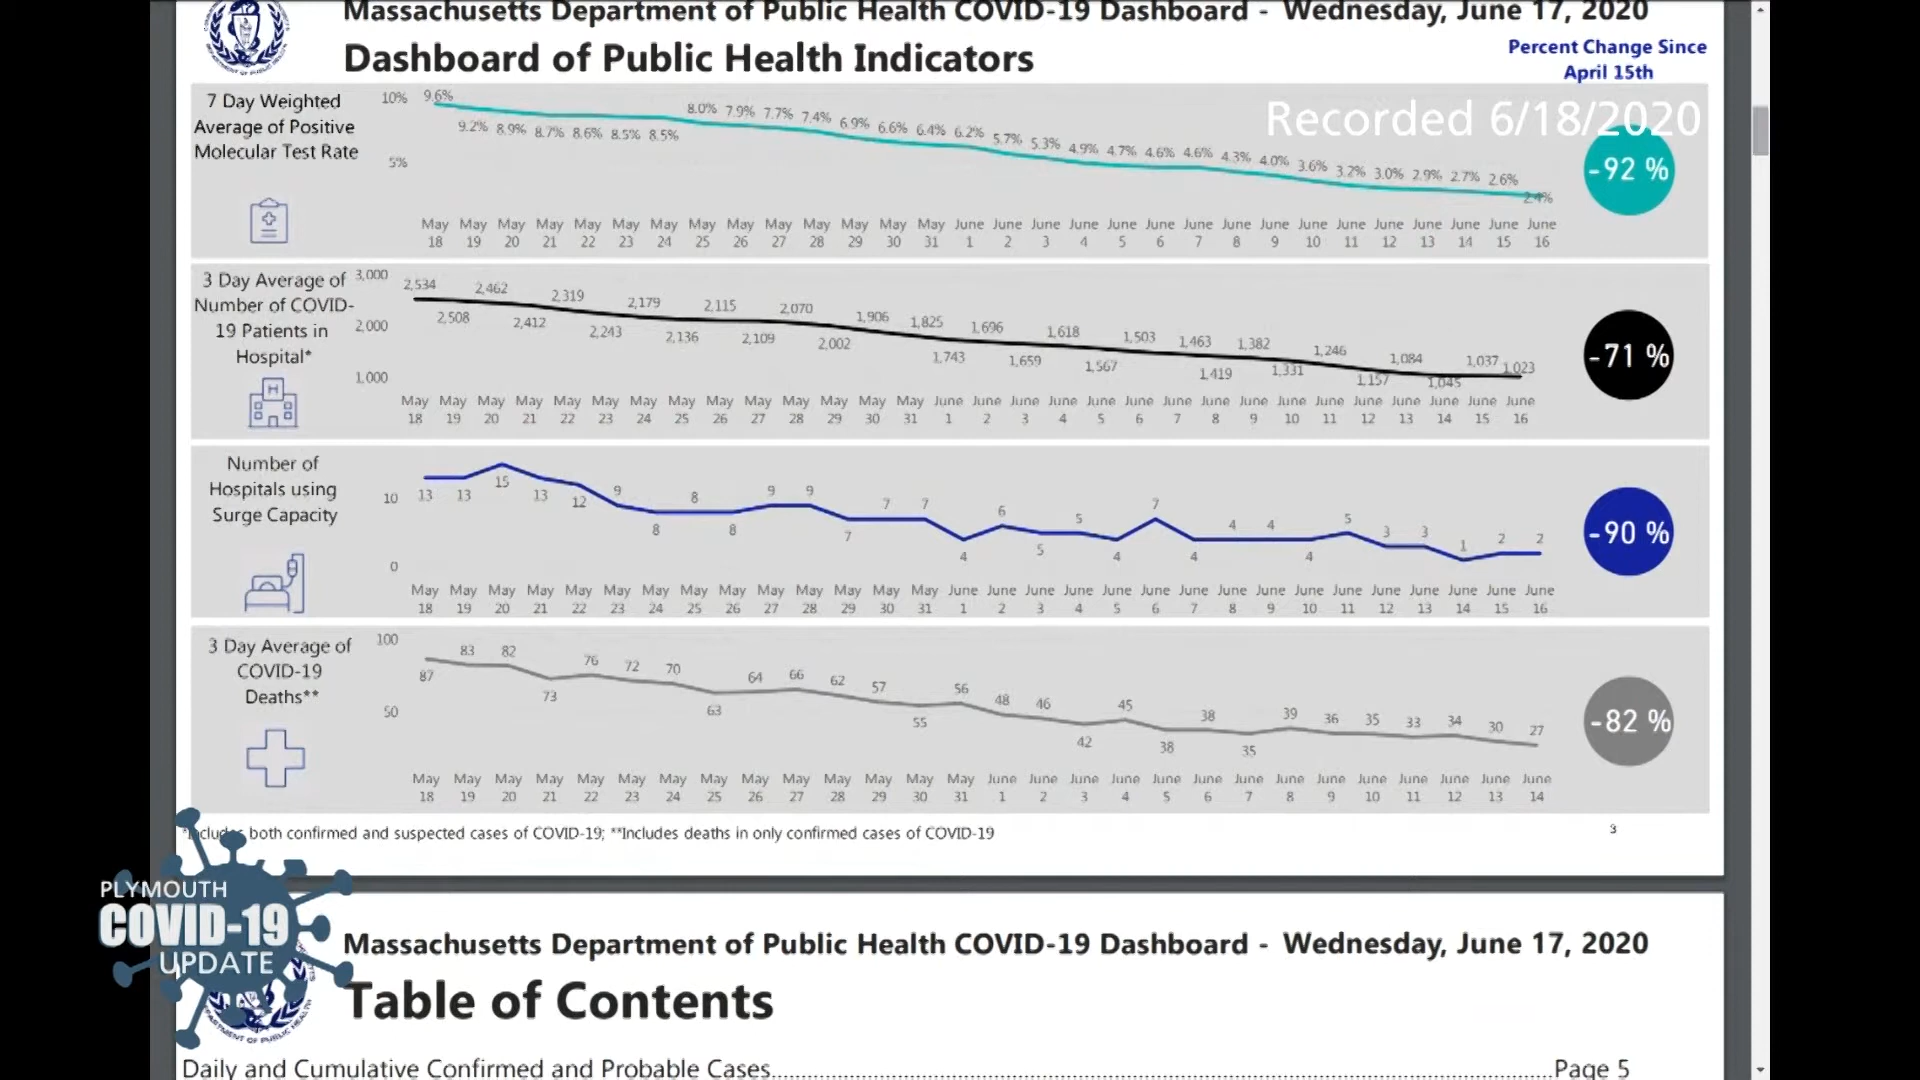 Massachusetts Department of Public Health COVID-19 Dashboard - Wednesday, June 17, 2020
Dashboard of Public Health Indicators
Percent Change Since
April 15th
Recorded 6/18/2020
7 Day Weighted
Average of Positive
Molecular Test Rate
10%
5%
9.6% 9.2% 8.9% 8.7% 8.6% 8.5% 8.5% 8.0% 7.9% 7.7% 7.4% 6.9% 6.6% 6.4% 6.2% 5.7% 5.3% 4.9% 4.7% 4.6% 4.6% 4.3% 4.0% 3.6% 3.2% 3.0% 2.9% 2.7% 2.6% 2.4%
-92 %
May May May May May May May May May May May May May May June June June June June June June June June June June June June June June June
18 19 20 21 22 23 24 25 26 27 28 29 30 31 1 2 3 4 5 6 7 8 9 10 11 12 13 14 15 16
3 Day Average of
Number of COVID-
19 Patients in
Hospital*
3,000
2,000
1,000
2,534 2,508 2,462 2,412 2,319 2,243 2,179 2,136 2,115 2,109 2,070 2,002 1,906 1,825 1,743 1,696 1,659 1,618 1,567 1,503 1,463 1,419 1,382 1,331 1,246 1,157 1,084 1,045 1,037 1,023
-71 %
H
May May May May May May May May May May May May May May June June June June June June June June June June June June June June June June
18 19 20 21 22 23 24 25 26 27 28 29 30 31 1 2 3 4 5 6 7 8 9 10 11 12 13 14 15 16
Number of
Hospitals using
Surge Capacity
10
0
13 13 15 13 12 9 8 8 8 9 9 7 7 7 4 6 5 5 4 7 4 4 4 4 5 3 3 1 2 2
-90 %
May May May May May May May May May May May May May May June June June June June June June June June June June June June June June June
18 19 20 21 22 23 24 25 26 27 28 29 30 31 1 2 3 4 5 6 7 8 9 10 11 12 13 14 15 16
3 Day Average of
COVID-19
Deaths**
100
50
87 83 82 73 76 72 70 63 64 66 62 57 55 56 48 46 42 45 38 38 35 39 36 35 33 34 30 27
-82 %
May May May May May May May May May May May May May May June June June June June June June June June June June June June June
18 19 20 21 22 23 24 25 26 27 28 29 30 31 1 2 3 4 5 6 7 8 9 10 11 12 13 14
*Includes both confirmed and suspected cases of COVID-19; **Includes deaths in only confirmed cases of COVID-19
3
PLYMOUTH
COVID-19
UPDATE
Massachusetts Department of Public Health COVID-19 Dashboard - Wednesday, June 17, 2020
Table of Contents
Daily and Cumulative Confirmed and Probable Cases...Page 5